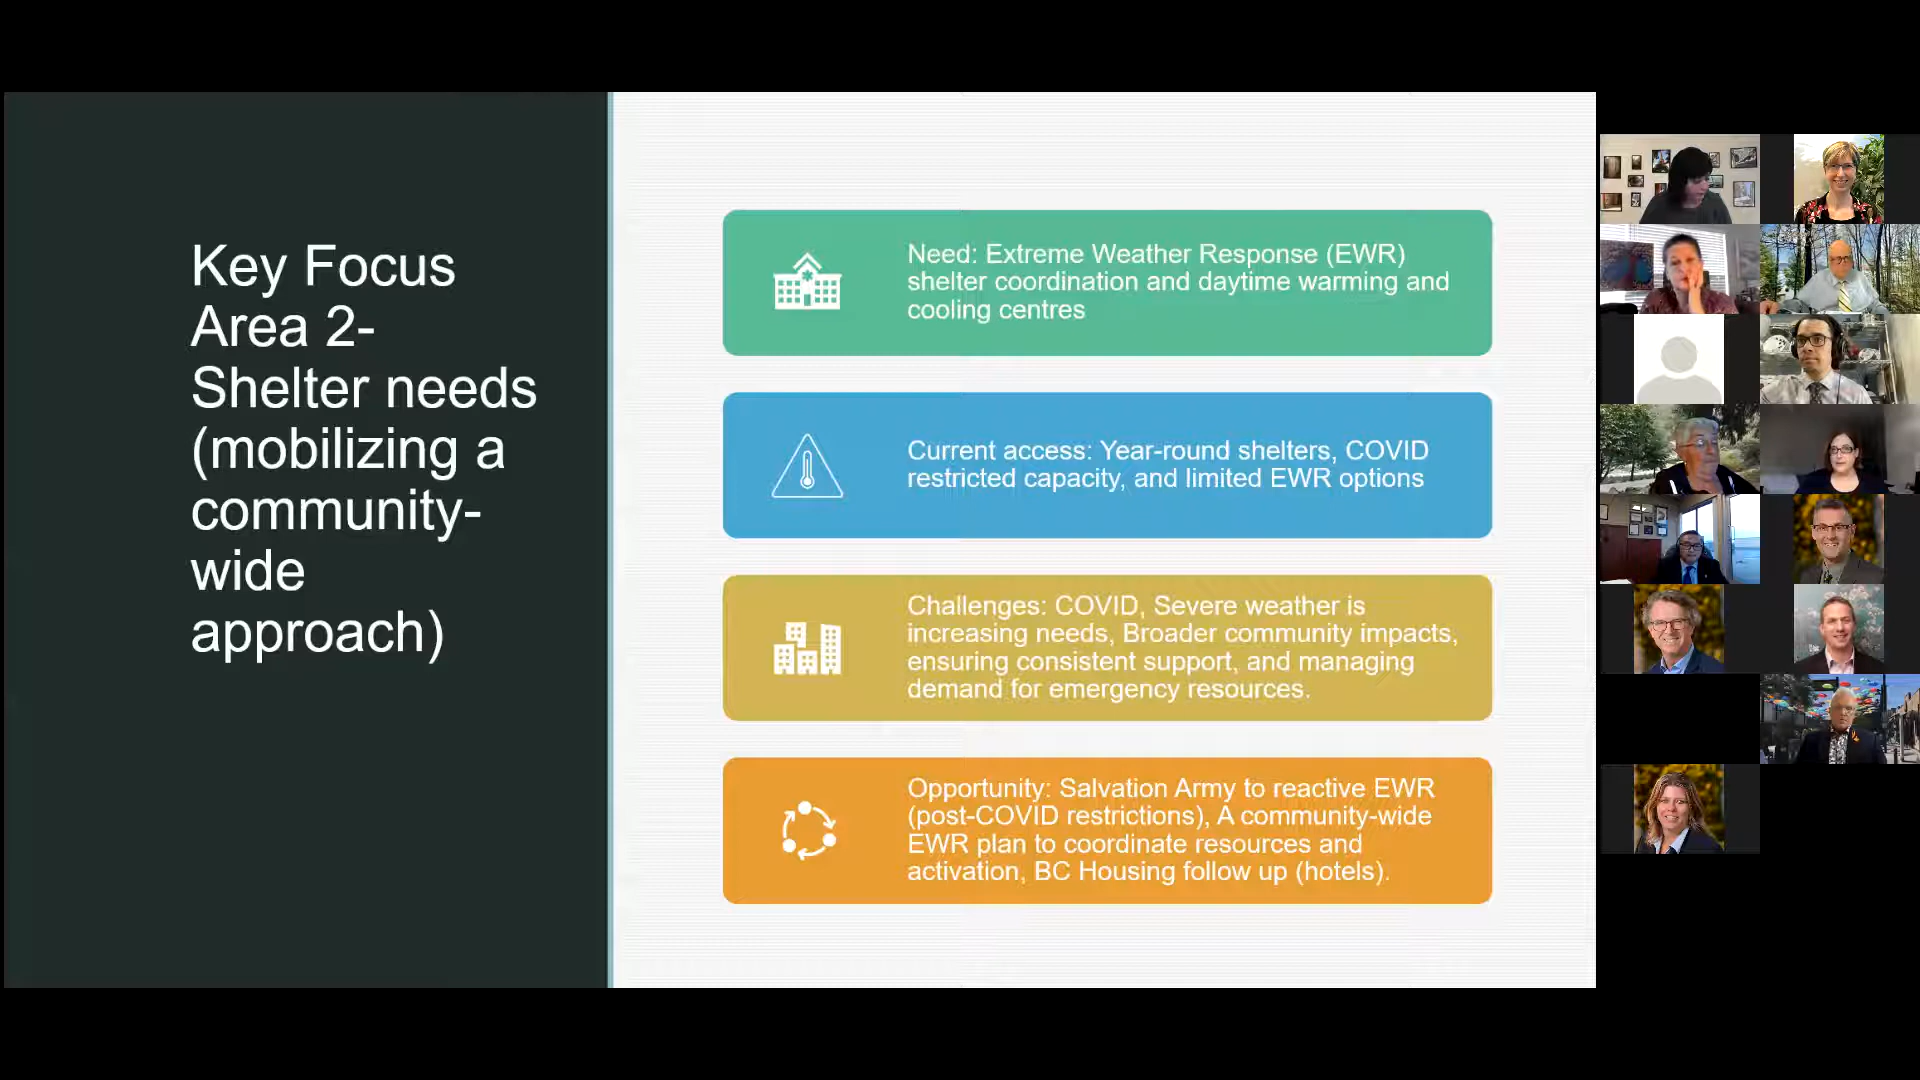 Key Focus
Area 2-
Shelter needs
(mobilizing a
community-
wide
approach)
Need: Extreme Weather Response (EWR)
shelter coordination and daytime warming and
cooling centres
Current access: Year-round shelters, COVID
restricted capacity, and limited EWR options
Challenges: COVID, Severe weather is
increasing needs, Broader community impacts,
ensuring consistent support, and managing
demand for emergency resources.
Opportunity: Salvation Army to reactive EWR
(post-COVID restrictions), A community-wide
EWR plan to coordinate resources and
activation, BC Housing follow up (hotels).